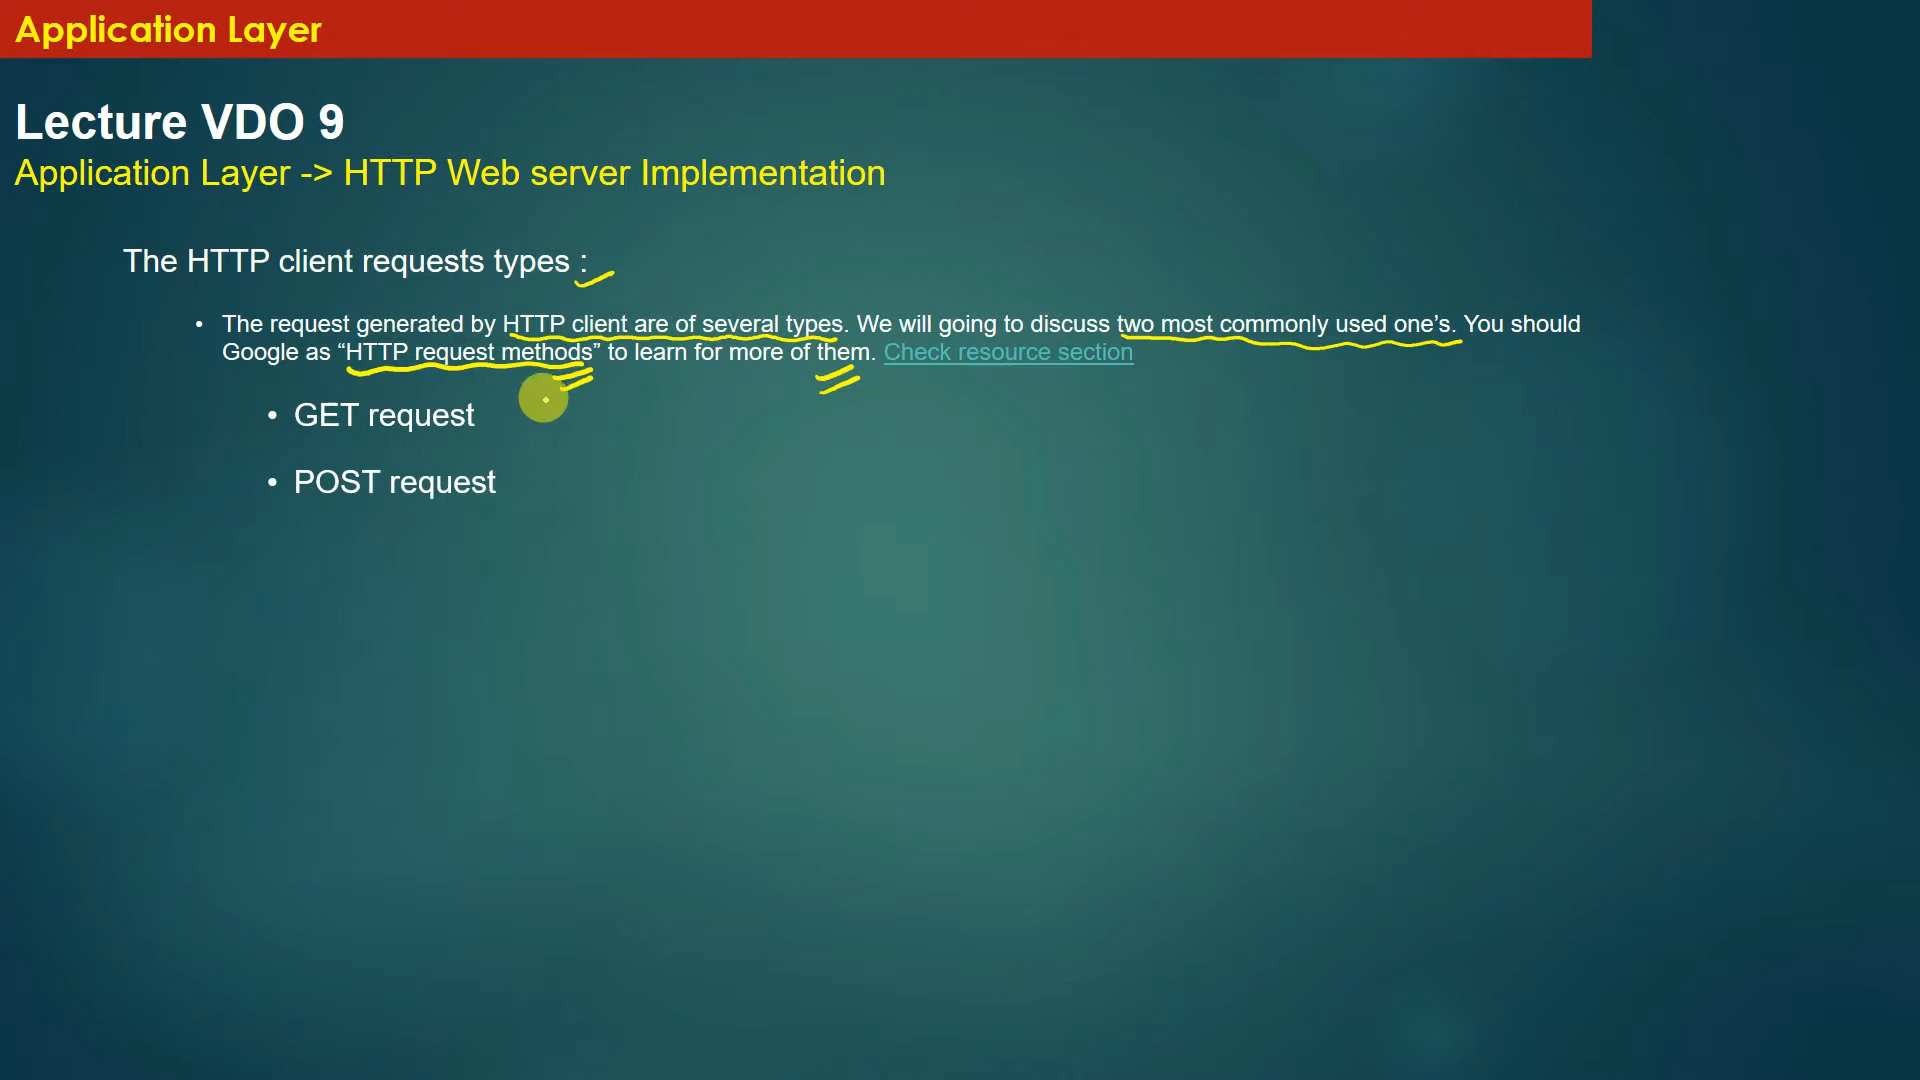 Application Layer
Lecture VDO 9
Application Layer -> HTTP Web server Implementation
The HTTP client requests types :
• The request generated by HTTP client are of several types. We will going to discuss two most commonly used one’s. You should
Google as “HTTP request methods” to learn for more of them. Check resource section
• GET request
• POST request